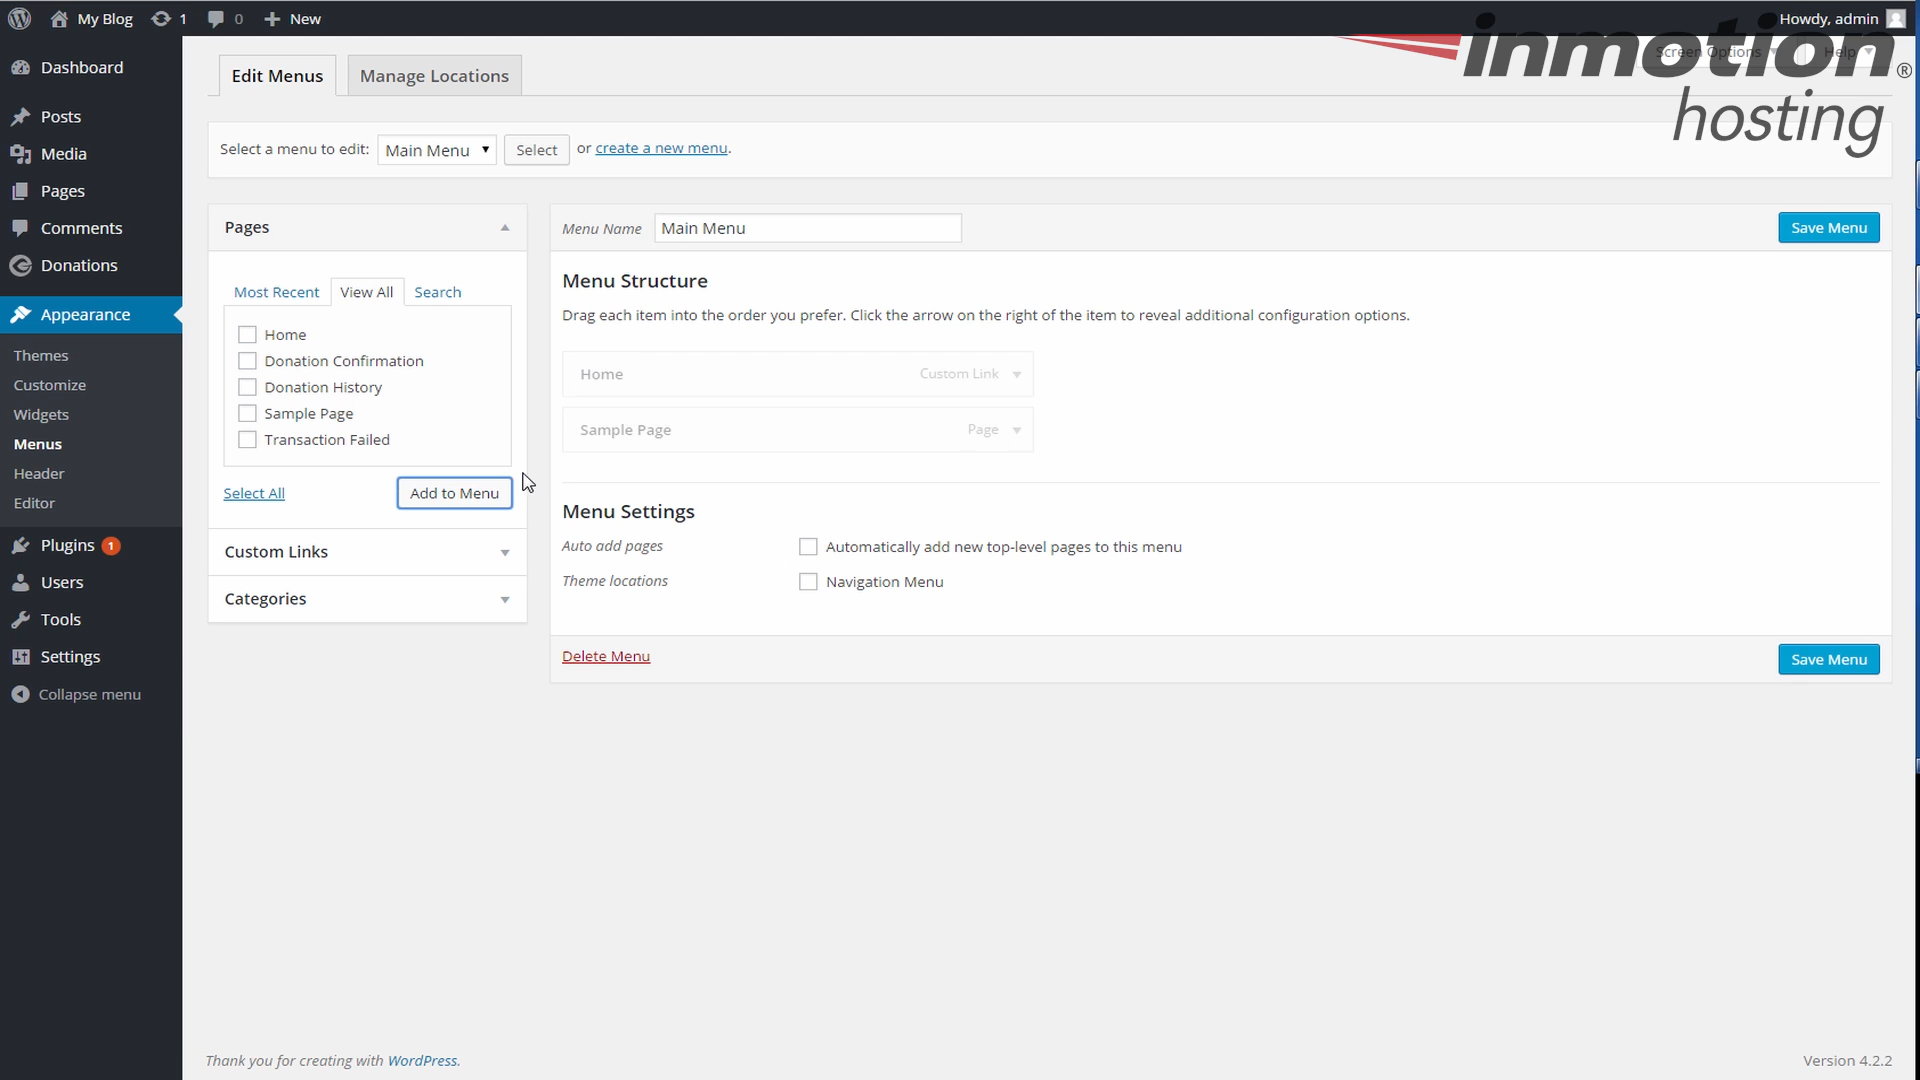 My Blog 1 0 New Howdy, admin
inmotion®
hosting
Screen Options Help
Dashboard
Posts
Media
Pages
Comments
Donations
Appearance
Themes
Customize
Widgets
Menus
Header
Editor
Plugins 1
Users
Tools
Settings
Collapse menu
Edit Menus Manage Locations
Select a menu to edit: Main Menu Select or create a new menu.
Pages
Most Recent View All Search
Home
Donation Confirmation
Donation History
Sample Page
Transaction Failed
Select All Add to Menu
Custom Links
Categories
Menu Name Main Menu Save Menu
Menu Structure
Drag each item into the order you prefer. Click the arrow on the right of the item to reveal additional configuration options.
Home Custom Link
Sample Page Page
Menu Settings
Auto add pages Automatically add new top-level pages to this menu
Theme locations Navigation Menu
Delete Menu Save Menu
Thank you for creating with WordPress. Version 4.2.2